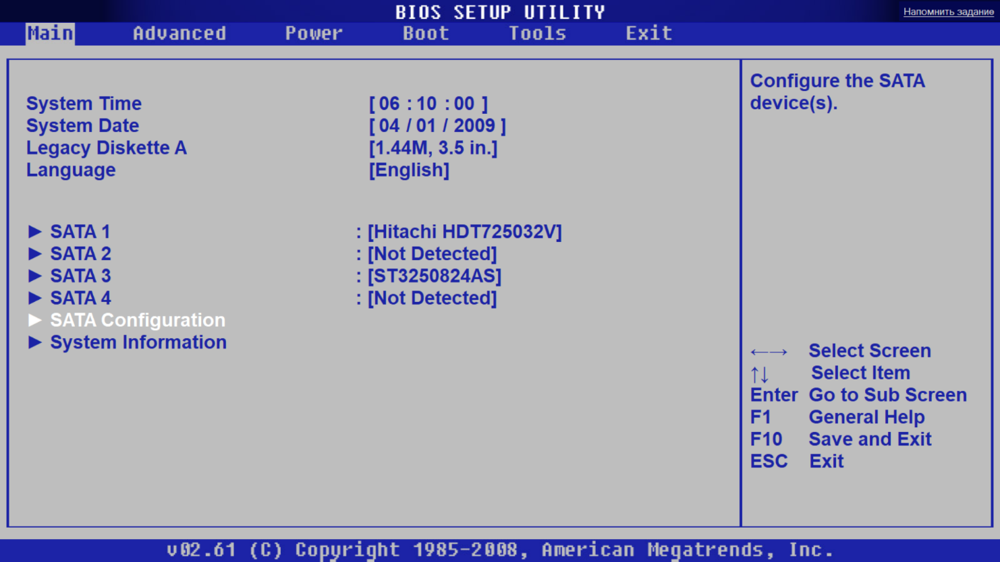 BIOS SETUP UTILITY
Напомнить задание
Main Advanced Power Boot Tools Exit
System Time [ 06 : 10 : 00 ]
System Date [ 04 / 01 / 2009 ]
Legacy Diskette A [1.44M, 3.5 in.]
Language [English]
► SATA 1 : [Hitachi HDT725032V]
► SATA 2 : [Not Detected]
► SATA 3 : [ST3250824AS]
► SATA 4 : [Not Detected]
► SATA Configuration
► System Information
Configure the SATA
device(s).
←→ Select Screen
↑↓ Select Item
Enter Go to Sub Screen
F1 General Help
F10 Save and Exit
ESC Exit
v02.61 (C) Copyright 1985-2008, American Megatrends, Inc.